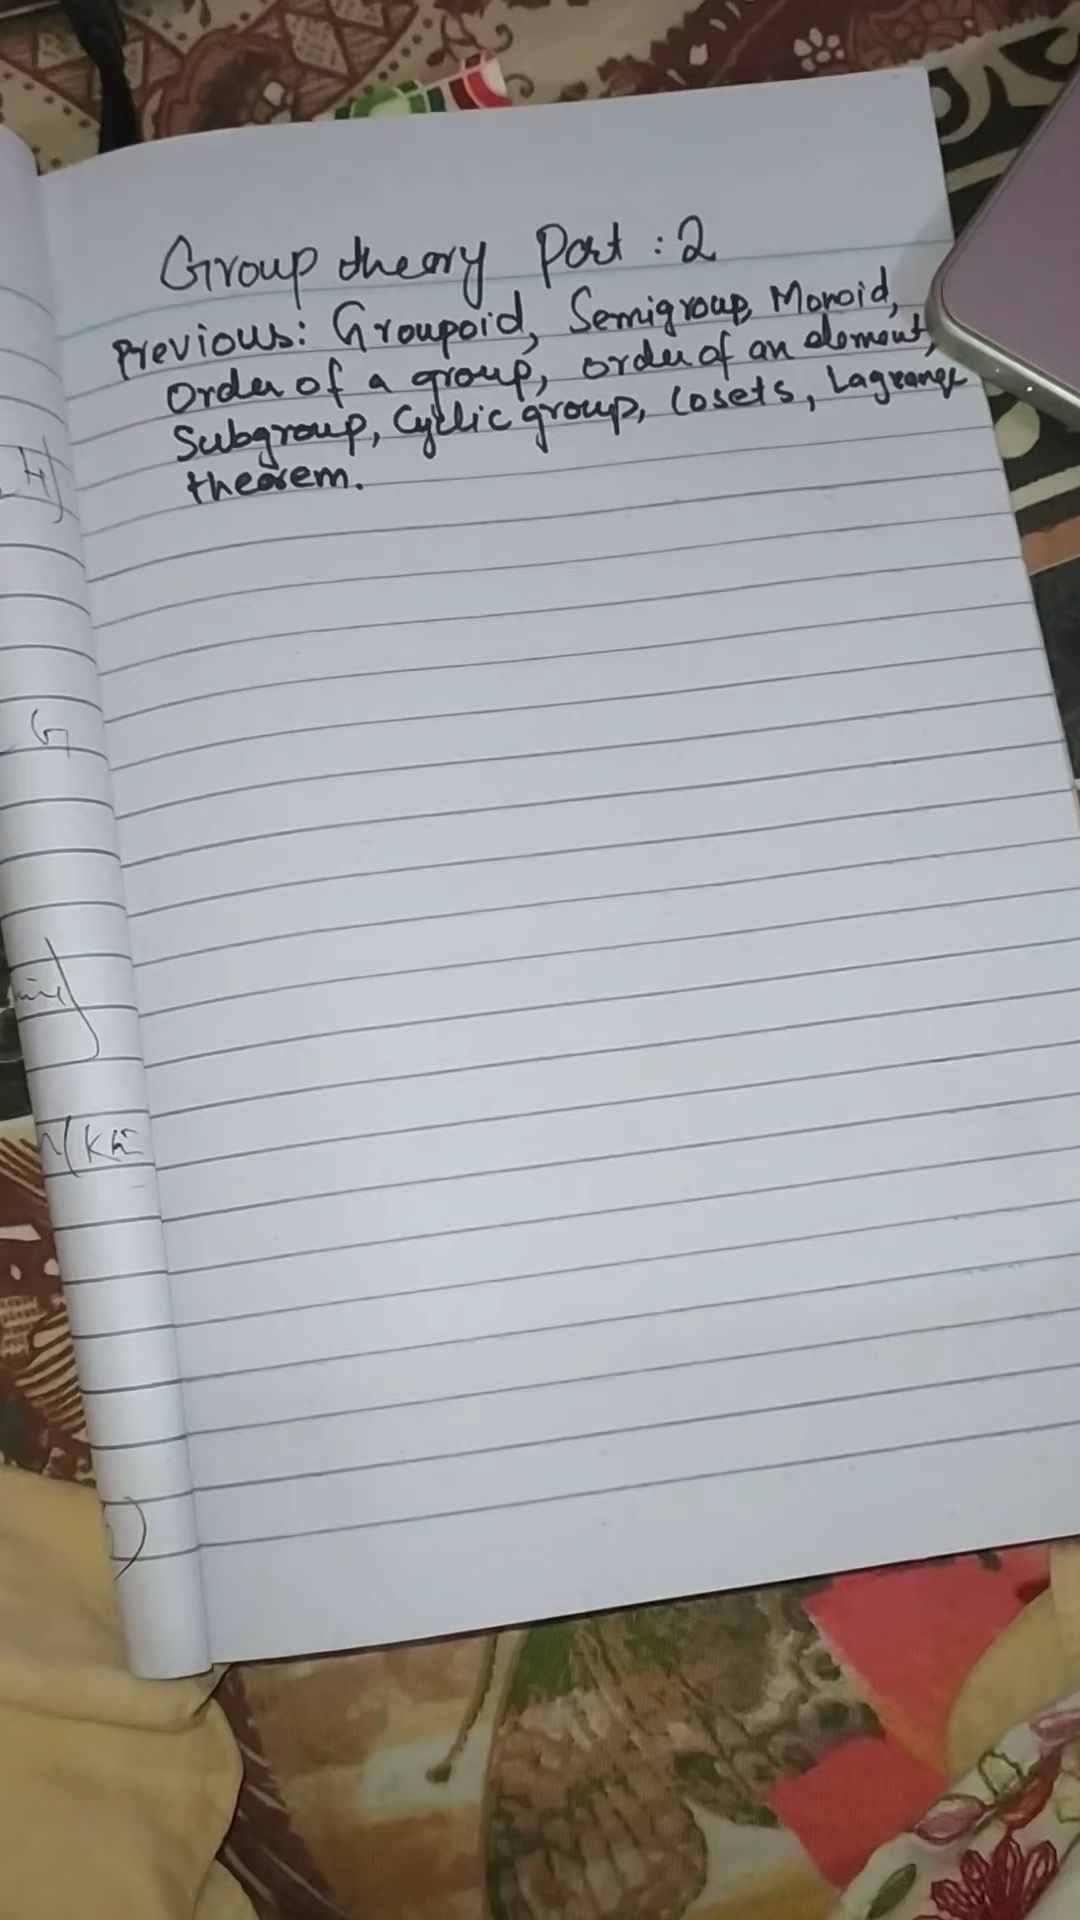 Group theory Part : 2
Previous: Groupoid, Semigroup, Monoid,
Order of a group, order of an element,
Subgroup, Cyclic group, Cosets, Lagrange
theorem.
H)
G